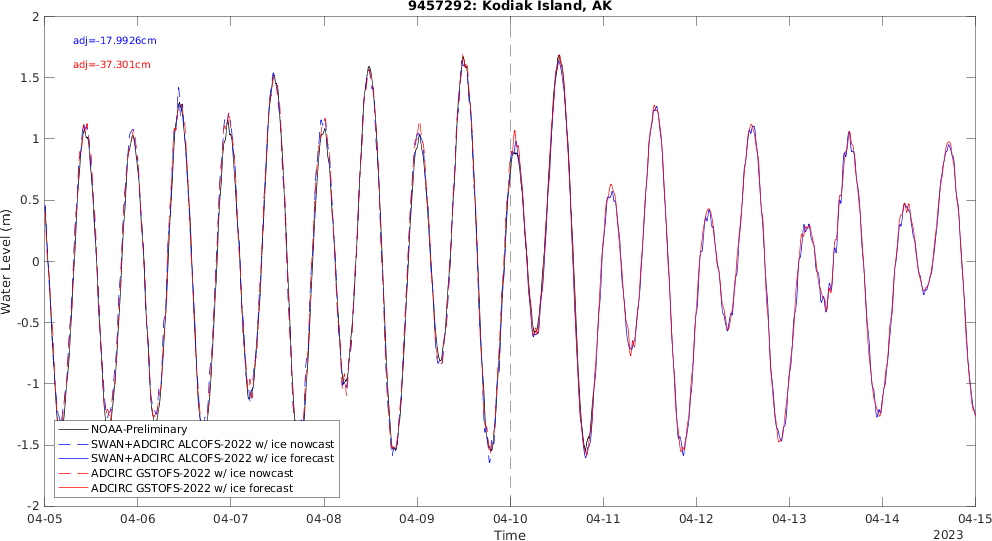 9457292: Kodiak Island, AK
adj=-17.9926cm
adj=-37.301cm
Water Level (m)
2
1.5
1
0.5
0
-0.5
-1
-1.5
-2
NOAA-Preliminary
SWAN+ADCIRC ALCOFS-2022 w/ ice nowcast
SWAN+ADCIRC ALCOFS-2022 w/ ice forecast
ADCIRC GSTOFS-2022 w/ ice nowcast
ADCIRC GSTOFS-2022 w/ ice forecast
04-05 04-06 04-07 04-08 04-09 04-10 04-11 04-12 04-13 04-14 04-15
Time
2023